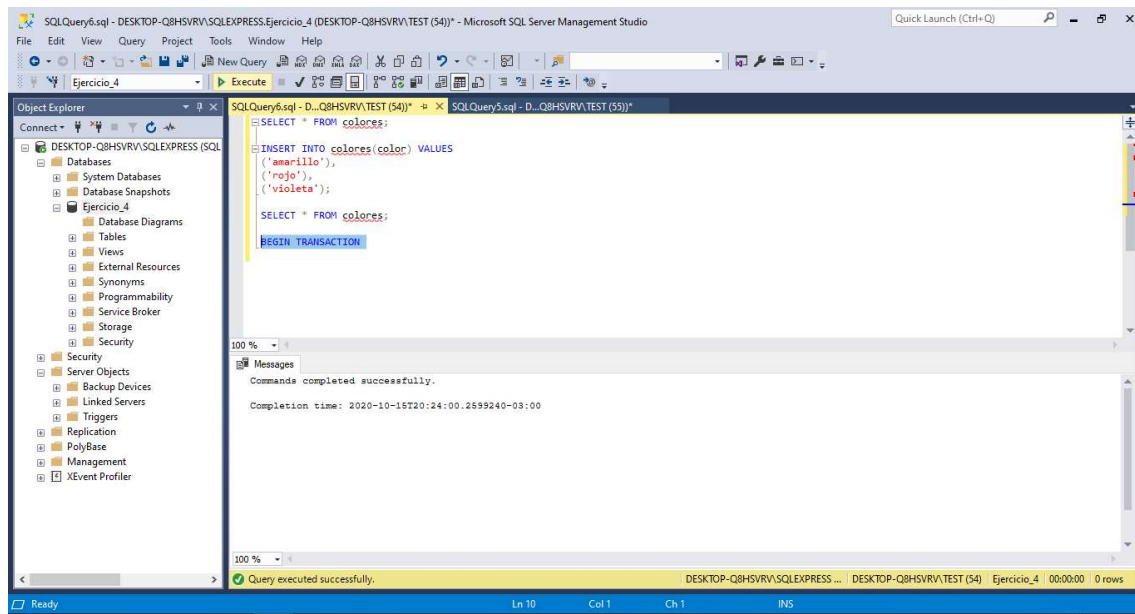 SQLQuery6.sql - DESKTOP-Q8HSVRV\SQLEXPRESS.Ejercicio_4 (DESKTOP-Q8HSVRV\TEST (54))* - Microsoft SQL Server Management Studio
Quick Launch (Ctrl+Q)
File Edit View Query Project Tools Window Help
New Query
Ejercicio_4
Execute
Object Explorer
SQLQuery6.sql - D...Q8HSVRV\TEST (54))*
SQLQuery5.sql - D...Q8HSVRV\TEST (55))*
Connect
DESKTOP-Q8HSVRV\SQLEXPRESS (SQL
Databases
System Databases
Database Snapshots
Ejercicio_4
Database Diagrams
Tables
Views
External Resources
Synonyms
Programmability
Service Broker
Storage
Security
Security
Server Objects
Backup Devices
Linked Servers
Triggers
Replication
PolyBase
Management
XEvent Profiler
SELECT * FROM colores;
INSERT INTO colores(color) VALUES
('amarillo'),
('rojo'),
('violeta');
SELECT * FROM colores;
BEGIN TRANSACTION
100 %
Messages
Commands completed successfully.
Completion time: 2020-10-15T20:24:00.2599240-03:00
100 %
Query executed successfully.
DESKTOP-Q8HSVRV\SQLEXPRESS ... DESKTOP-Q8HSVRV\TEST (54) Ejercicio_4 00:00:00 0 rows
Ready Ln 10 Col 1 Ch 1 INS